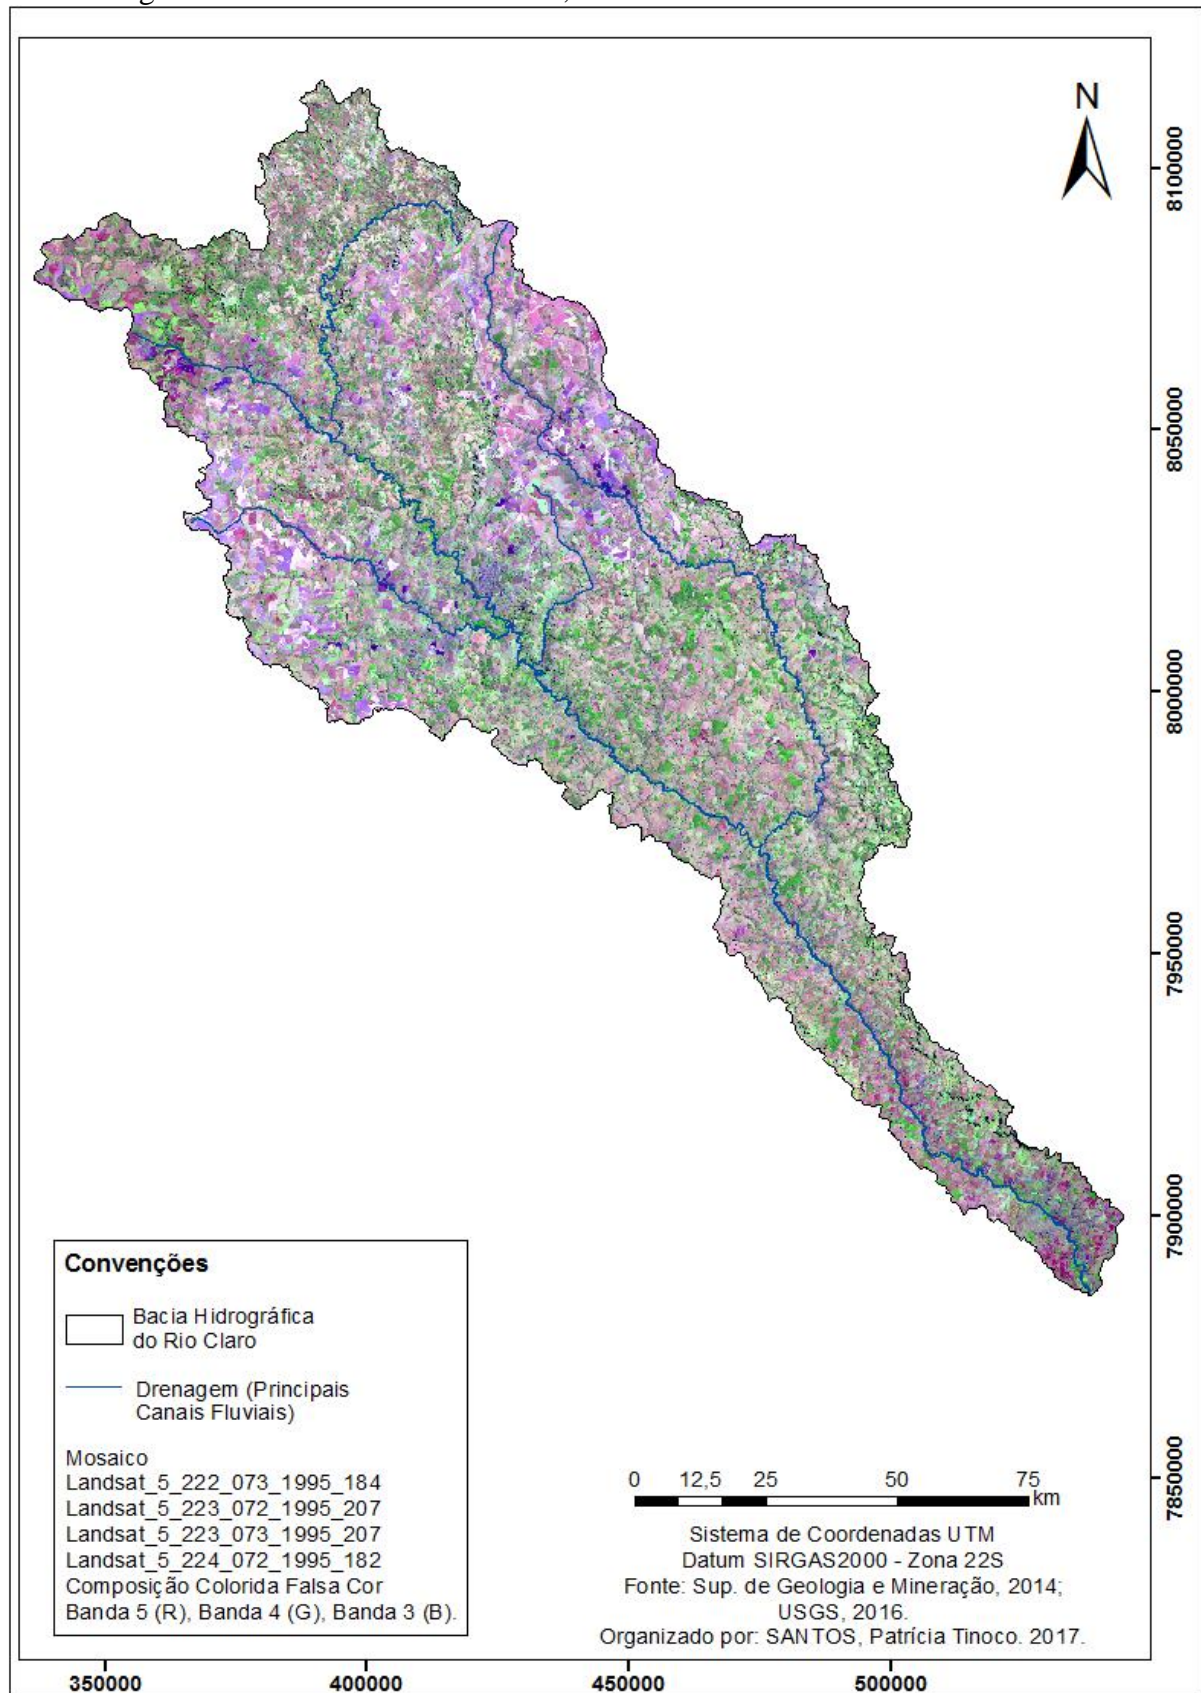 N
8100000
8050000
8000000
7950000
7900000
7850000
Convenções
Bacia Hidrográfica
do Rio Claro
Drenagem (Principais
Canais Fluviais)
Mosaico
Landsat_5_222_073_1995_184
Landsat_5_223_072_1995_207
Landsat_5_223_073_1995_207
Landsat_5_224_072_1995_182
Composição Colorida Falsa Cor
Banda 5 (R), Banda 4 (G), Banda 3 (B).
0 12,5 25 50 75
km
Sistema de Coordenadas UTM
Datum SIRGAS2000 - Zona 22S
Fonte: Sup. de Geologia e Mineração, 2014;
USGS, 2016.
Organizado por: SANTOS, Patrícia Tinoco. 2017.
350000 400000 450000 500000